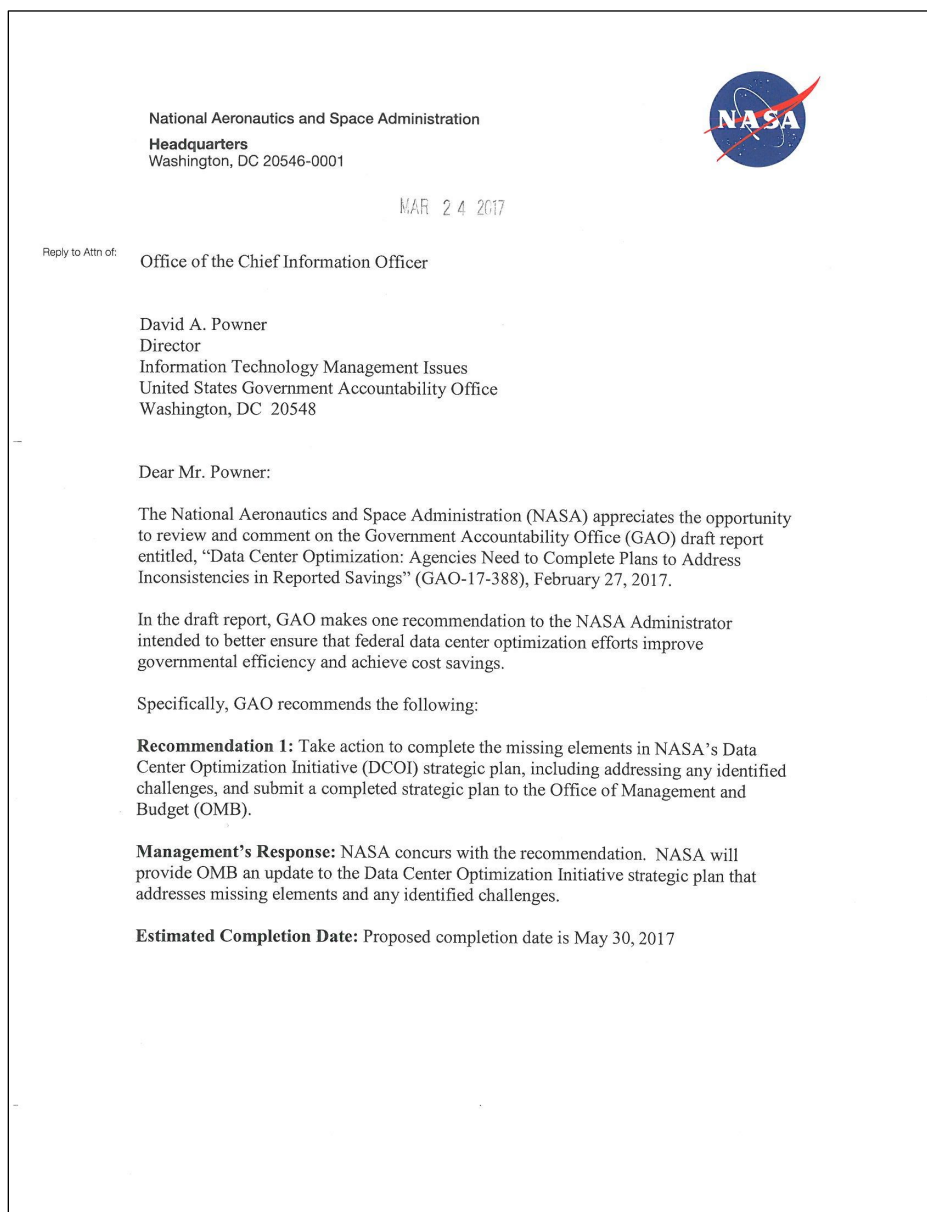 National Aeronautics and Space Administration
Headquarters
Washington, DC 20546-0001
NASA
MAR 24 2017
Reply to Attn of:
Office of the Chief Information Officer
David A. Powner
Director
Information Technology Management Issues
United States Government Accountability Office
Washington, DC 20548
Dear Mr. Powner:
The National Aeronautics and Space Administration (NASA) appreciates the opportunity
to review and comment on the Government Accountability Office (GAO) draft report
entitled, “Data Center Optimization: Agencies Need to Complete Plans to Address
Inconsistencies in Reported Savings” (GAO-17-388), February 27, 2017.
In the draft report, GAO makes one recommendation to the NASA Administrator
intended to better ensure that federal data center optimization efforts improve
governmental efficiency and achieve cost savings.
Specifically, GAO recommends the following:
Recommendation 1: Take action to complete the missing elements in NASA’s Data
Center Optimization Initiative (DCOI) strategic plan, including addressing any identified
challenges, and submit a completed strategic plan to the Office of Management and
Budget (OMB).
Management’s Response: NASA concurs with the recommendation. NASA will
provide OMB an update to the Data Center Optimization Initiative strategic plan that
addresses missing elements and any identified challenges.
Estimated Completion Date: Proposed completion date is May 30, 2017